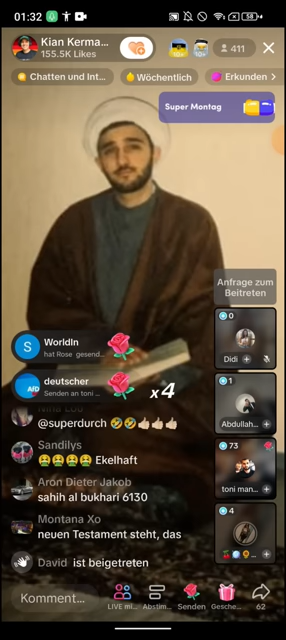 01:32
58
Kian Kerma...
155.5K Likes
411
Chatten und Int...
Wöchentlich
Erkunden
Super Montag
Anfrage zum
Beitreten
0
Didi
1
Abdullah...
73
toni man...
4
S
WorldIn
hat Rose gesend...
AFD
deutscher
Senden an toni ...
x4
@superdurch 🤣🤣👍🏻👍🏻👍🏻
Sandilys
🤮🤮🤮🤮 Ekelhaft
Aron Dieter Jakob
sahih al bukhari 6130
Montana Xo
neuen Testament steht, das
David ist beigetreten
Komment...
LIVE mi...
Abstim...
Senden
Gesche...
62